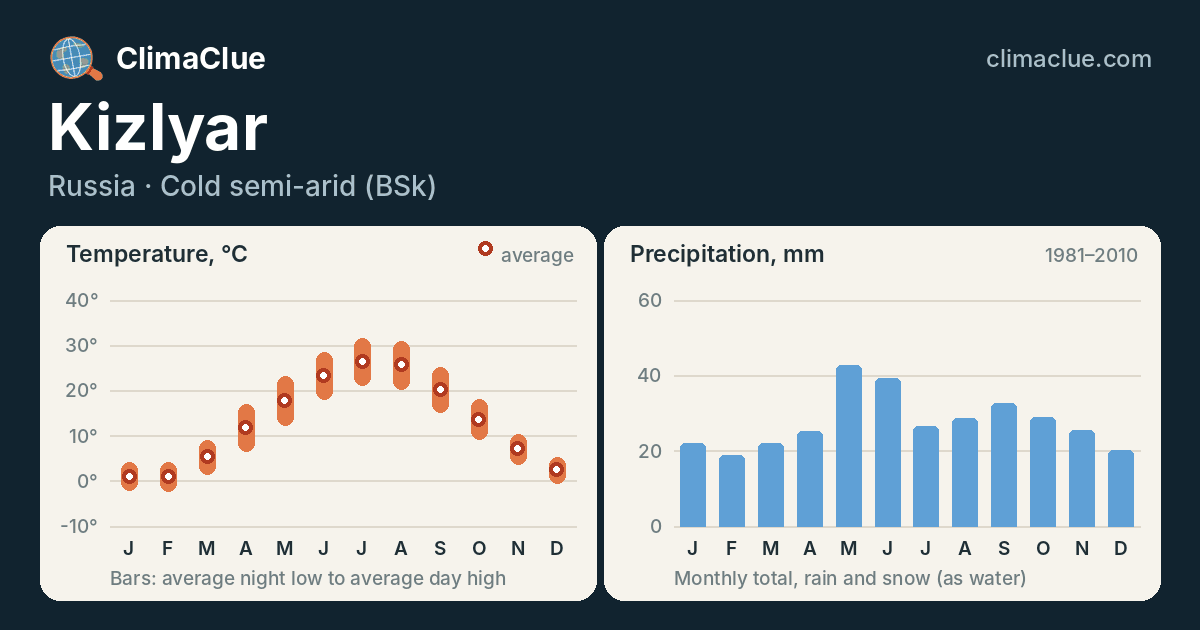 ClimaClue
climaclue.com
Kizlyar
Russia · Cold semi-arid (BSk)
Temperature, °C
average
40°
30°
20°
10°
0°
-10°
J F M A M J J A S O N D
Bars: average night low to average day high
Precipitation, mm
1981–2010
60
40
20
0
J F M A M J J A S O N D
Monthly total, rain and snow (as water)